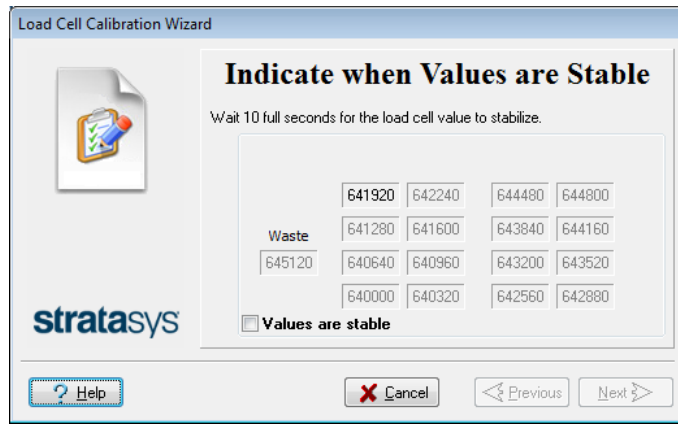 Load Cell Calibration Wizard
Indicate when Values are Stable
Wait 10 full seconds for the load cell value to stabilize.
641920 642240 644480 644800
Waste 641280 641600 643840 644160
645120 640640 640960 643200 643520
640000 640320 642560 642880
Values are stable
stratasys
? Help Cancel Previous Next